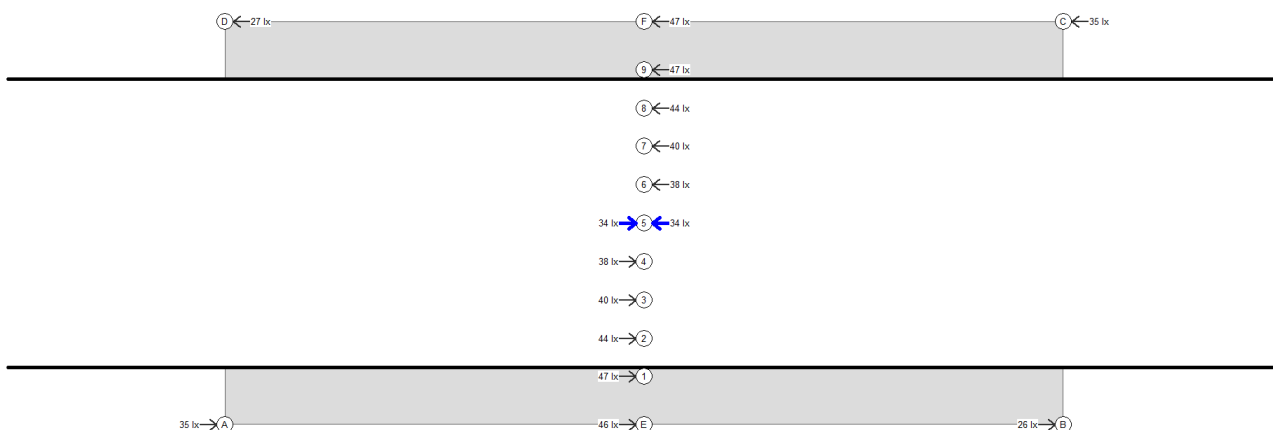 D 27 lx F 47 lx C 35 lx
9 47 lx
8 44 lx
7 40 lx
6 38 lx
34 lx 5 34 lx
38 lx 4
40 lx 3
44 lx 2
47 lx 1
35 lx A 46 lx E 26 lx B